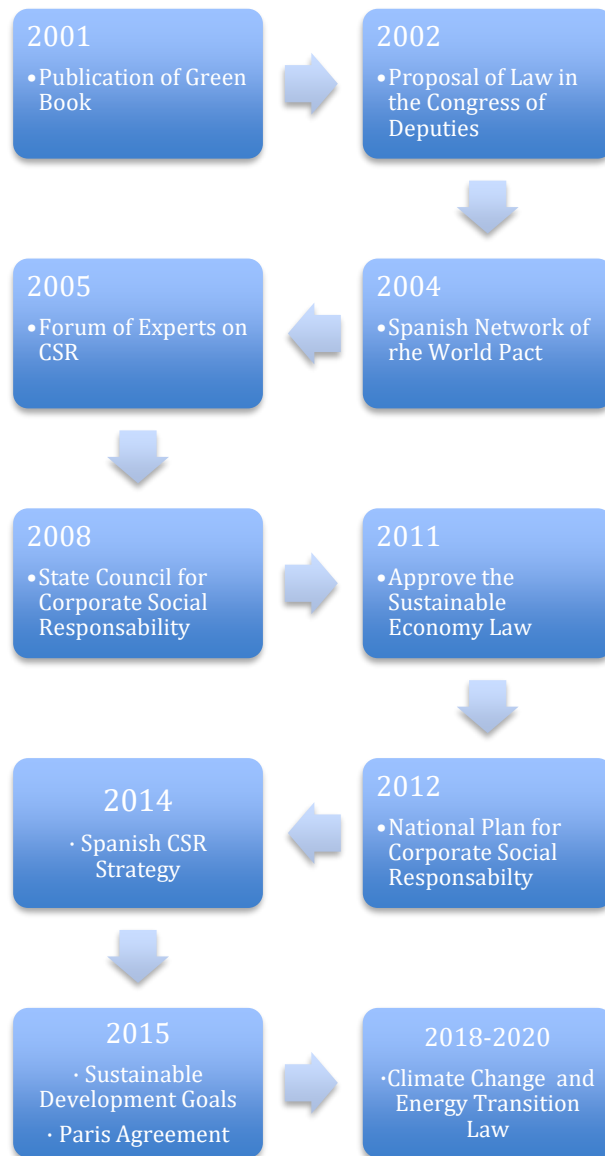 2001
•Publication of Green
Book
2002
•Proposal of Law in
the Congress of
Deputies
2004
•Spanish Network of
rhe World Pact
2005
•Forum of Experts on
CSR
2008
•State Council for
Corporate Social
Responsability
2011
•Approve the
Sustainable
Economy Law
2012
•National Plan for
Corporate Social
Responsabilty
2014
· Spanish CSR
Strategy
2015
· Sustainable
Development Goals
· Paris Agreement
2018-2020
·Climate Change and
Energy Transition
Law